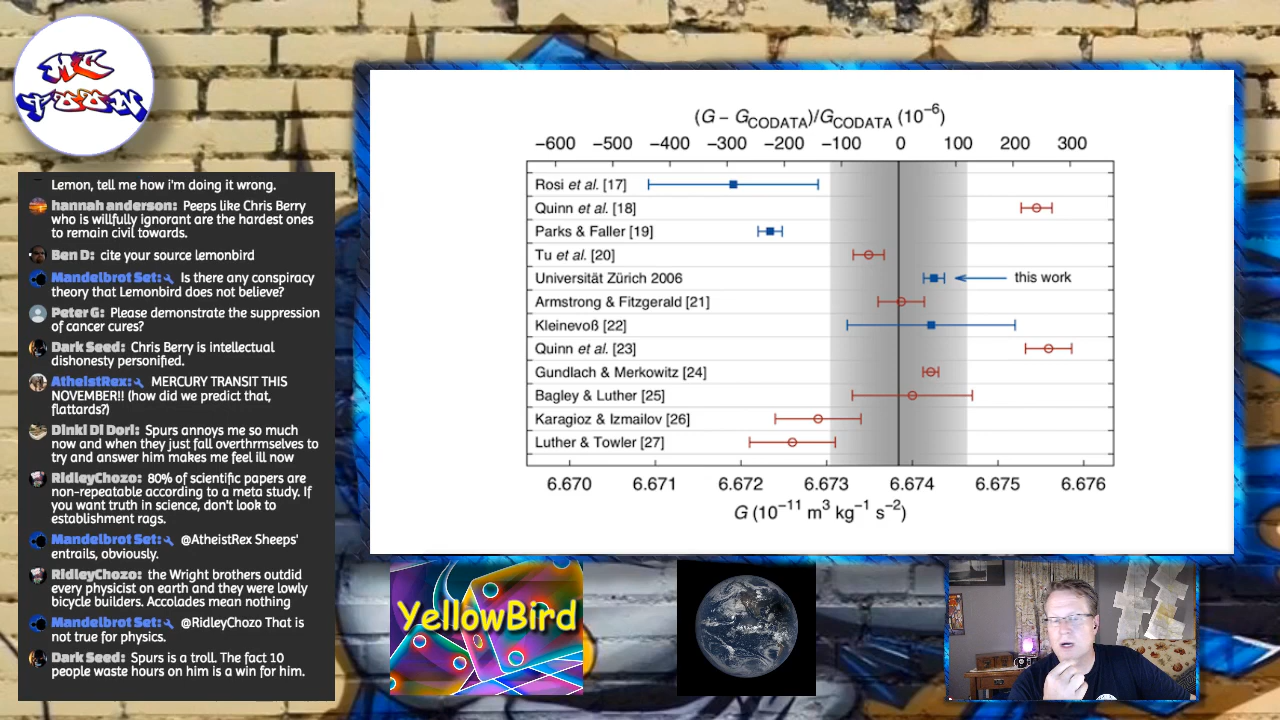 MC
TOON
Lemon, tell me how i'm doing it wrong.
hannah anderson: Peeps like Chris Berry
who is willfully ignorant are the hardest ones
to remain civil towards.
Ben D: cite your source lemonbird
Mandelbrot Set: Is there any conspiracy
theory that Lemonbird does not believe?
Peter G: Please demonstrate the suppression
of cancer cures?
Dark Seed: Chris Berry is intellectual
dishonesty personified.
AtheistRex: MERCURY TRANSIT THIS
NOVEMBER!! (how did we predict that,
flattards?)
Dinki Di Dori: Spurs annoys me so much
now and when they just fall overthrmselves to
try and answer him makes me feel ill now
RidleyChozo: 80% of scientific papers are
non-repeatable according to a meta study. If
you want truth in science, don't look to
establishment rags.
Mandelbrot Set: @AtheistRex Sheeps'
entrails, obviously.
RidleyChozo: the Wright brothers outdid
every physicist on earth and they were lowly
bicycle builders. Accolades mean nothing
Mandelbrot Set: @RidleyChozo That is
not true for physics.
Dark Seed: Spurs is a troll. The fact 10
people waste hours on him is a win for him.
(G – GCODATA)/GCODATA (10−6)
−600 −500 −400 −300 −200 −100 0 100 200 300
Rosi et al. [17]
Quinn et al. [18]
Parks & Faller [19]
Tu et al. [20]
Universität Zürich 2006 this work
Armstrong & Fitzgerald [21]
Kleinevoß [22]
Quinn et al. [23]
Gundlach & Merkowitz [24]
Bagley & Luther [25]
Karagioz & Izmailov [26]
Luther & Towler [27]
6.670 6.671 6.672 6.673 6.674 6.675 6.676
G (10−11 m3 kg−1 s−2)
YellowBird